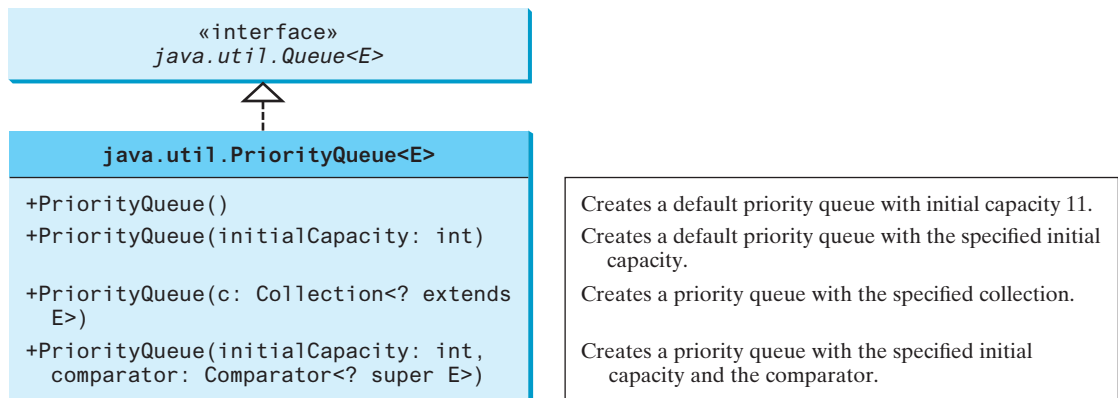 «interface»
java.util.Queue<E>
java.util.PriorityQueue<E>
+PriorityQueue()
Creates a default priority queue with initial capacity 11.
+PriorityQueue(initialCapacity: int)
Creates a default priority queue with the specified initial
capacity.
+PriorityQueue(c: Collection<? extends
E>)
Creates a priority queue with the specified collection.
+PriorityQueue(initialCapacity: int,
comparator: Comparator<? super E>)
Creates a priority queue with the specified initial
capacity and the comparator.